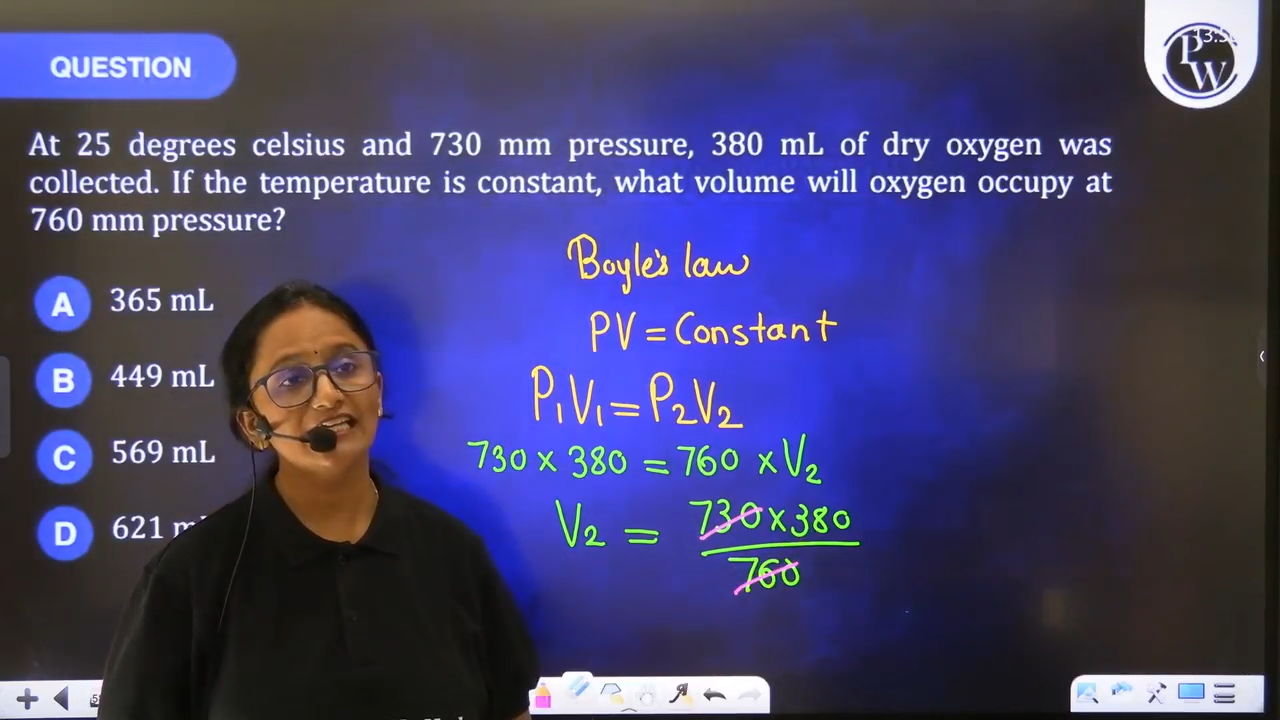 QUESTION
PW
At 25 degrees celsius and 730 mm pressure, 380 mL of dry oxygen was
collected. If the temperature is constant, what volume will oxygen occupy at
760 mm pressure?
A 365 mL
B 449 mL
C 569 mL
D 621
Boyle's law
PV = Constant
P₁V₁ = P₂V₂
730 × 380 = 760 × V₂
V₂ = 730 × 380
760